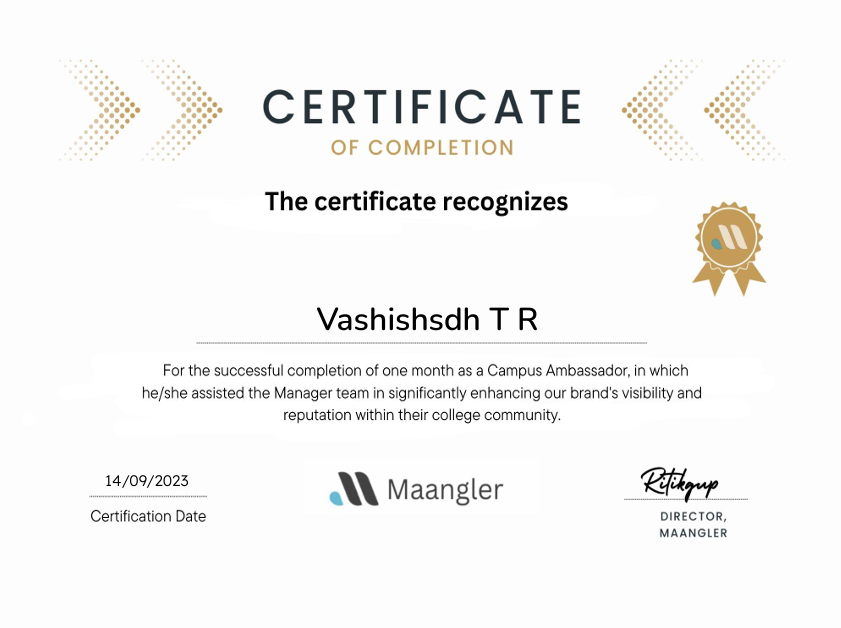 CERTIFICATE
OF COMPLETION
The certificate recognizes
Vashishsdh T R
For the successful completion of one month as a Campus Ambassador, in which
he/she assisted the Manager team in significantly enhancing our brand's visibility and
reputation within their college community.
14/09/2023
Certification Date
Maangler
Ritikgup
DIRECTOR,
MAANGLER